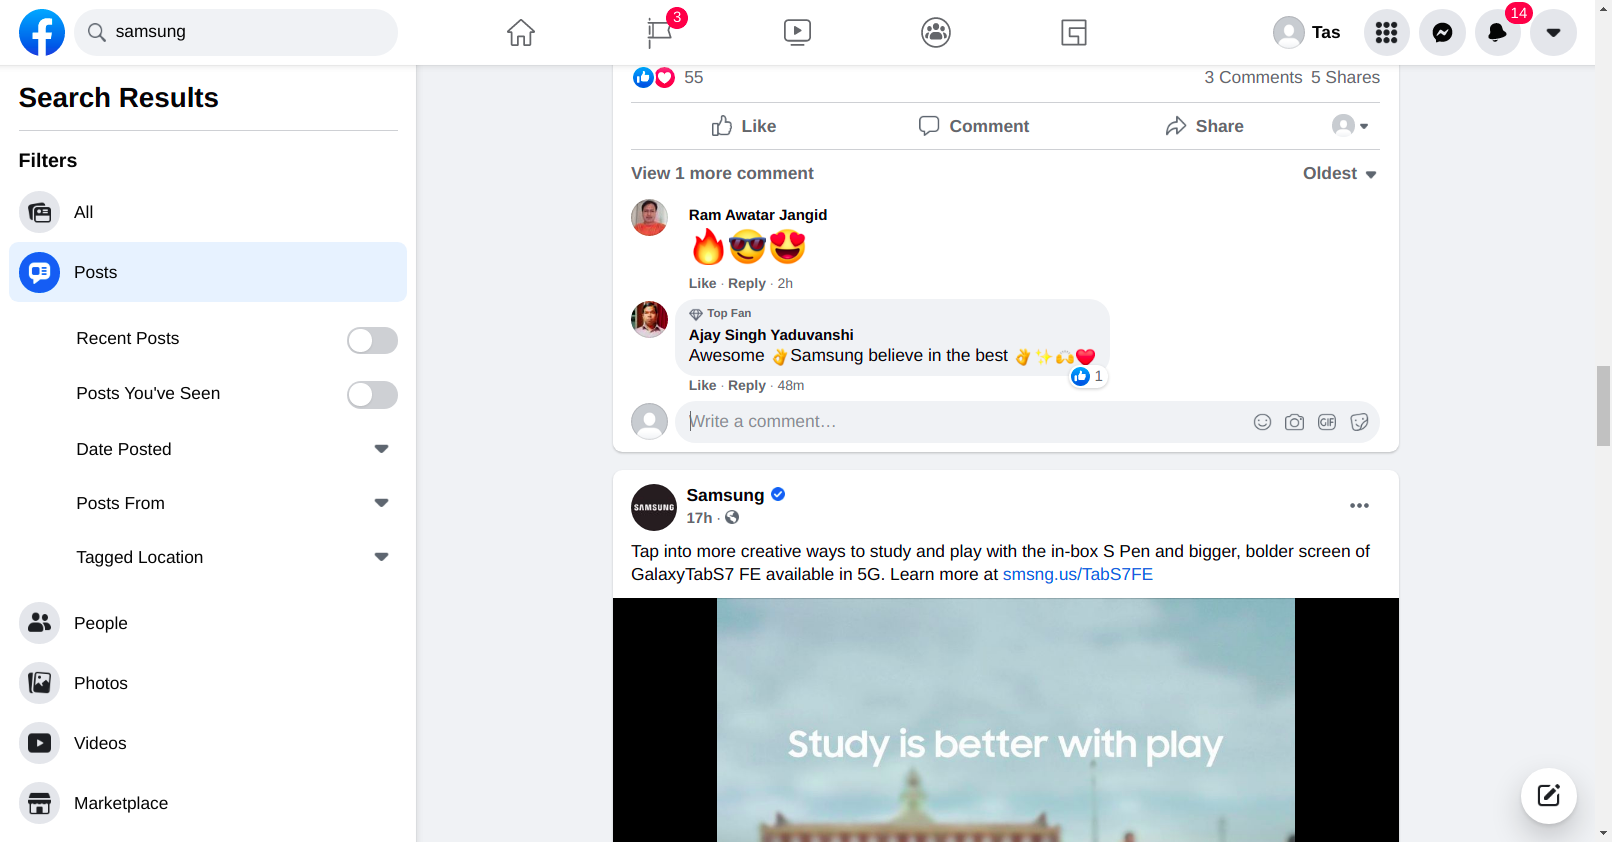 samsung
3
Tas
14
Search Results
Filters
All
Posts
Recent Posts
Posts You've Seen
Date Posted
Posts From
Tagged Location
People
Photos
Videos
Marketplace
55
3 Comments 5 Shares
Like
Comment
Share
View 1 more comment
Oldest
Ram Awatar Jangid
🔥😎😍
Like · Reply · 2h
Top Fan
Ajay Singh Yaduvanshi
Awesome 👌Samsung believe in the best 👌✨🙌❤️
1
Like · Reply · 48m
Write a comment…
GIF
SAMSUNG
Samsung
17h ·
Tap into more creative ways to study and play with the in-box S Pen and bigger, bolder screen of
GalaxyTabS7 FE available in 5G. Learn more at smsng.us/TabS7FE
Study is better with play